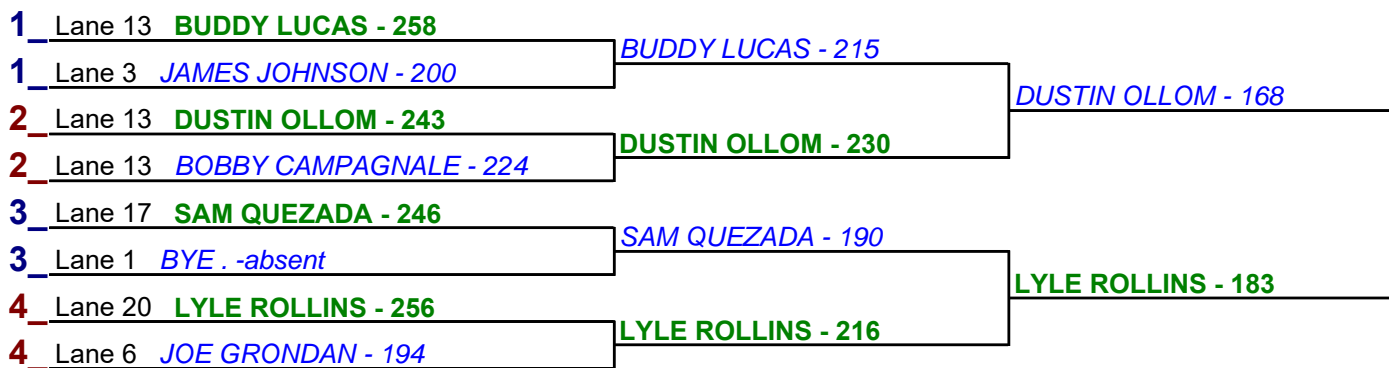 1_ Lane 13 BUDDY LUCAS - 258
BUDDY LUCAS - 215
1_ Lane 3 JAMES JOHNSON - 200
DUSTIN OLLOM - 168
2_ Lane 13 DUSTIN OLLOM - 243
DUSTIN OLLOM - 230
2_ Lane 13 BOBBY CAMPAGNALE - 224
3_ Lane 17 SAM QUEZADA - 246
SAM QUEZADA - 190
3_ Lane 1 BYE . -absent
LYLE ROLLINS - 183
4_ Lane 20 LYLE ROLLINS - 256
LYLE ROLLINS - 216
4_ Lane 6 JOE GRONDAN - 194